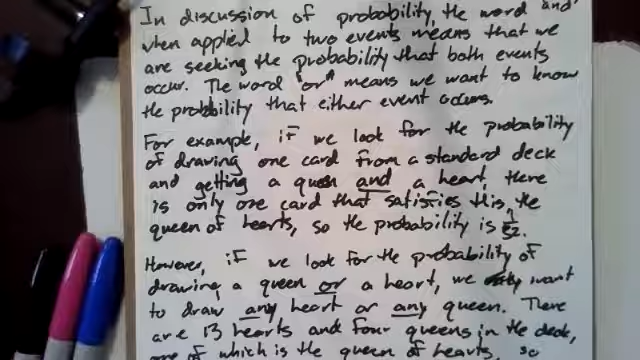 In discussion of probability, the word "and"
when applied to two events means that we
are seeking the probability that both events
occur. The word "or" means we want to know
the probability that either event occurs.
For example, if we look for the probability
of drawing one card from a standard deck
and getting a queen and a heart, there
is only one card that satisfies this, the
queen of hearts, so the probability is 1/52.
However, if we look for the probability of
drawing a queen or a heart, we want
to draw any heart or any queen. There
are 13 hearts and four queens in the deck,
one of which is the queen of hearts, so